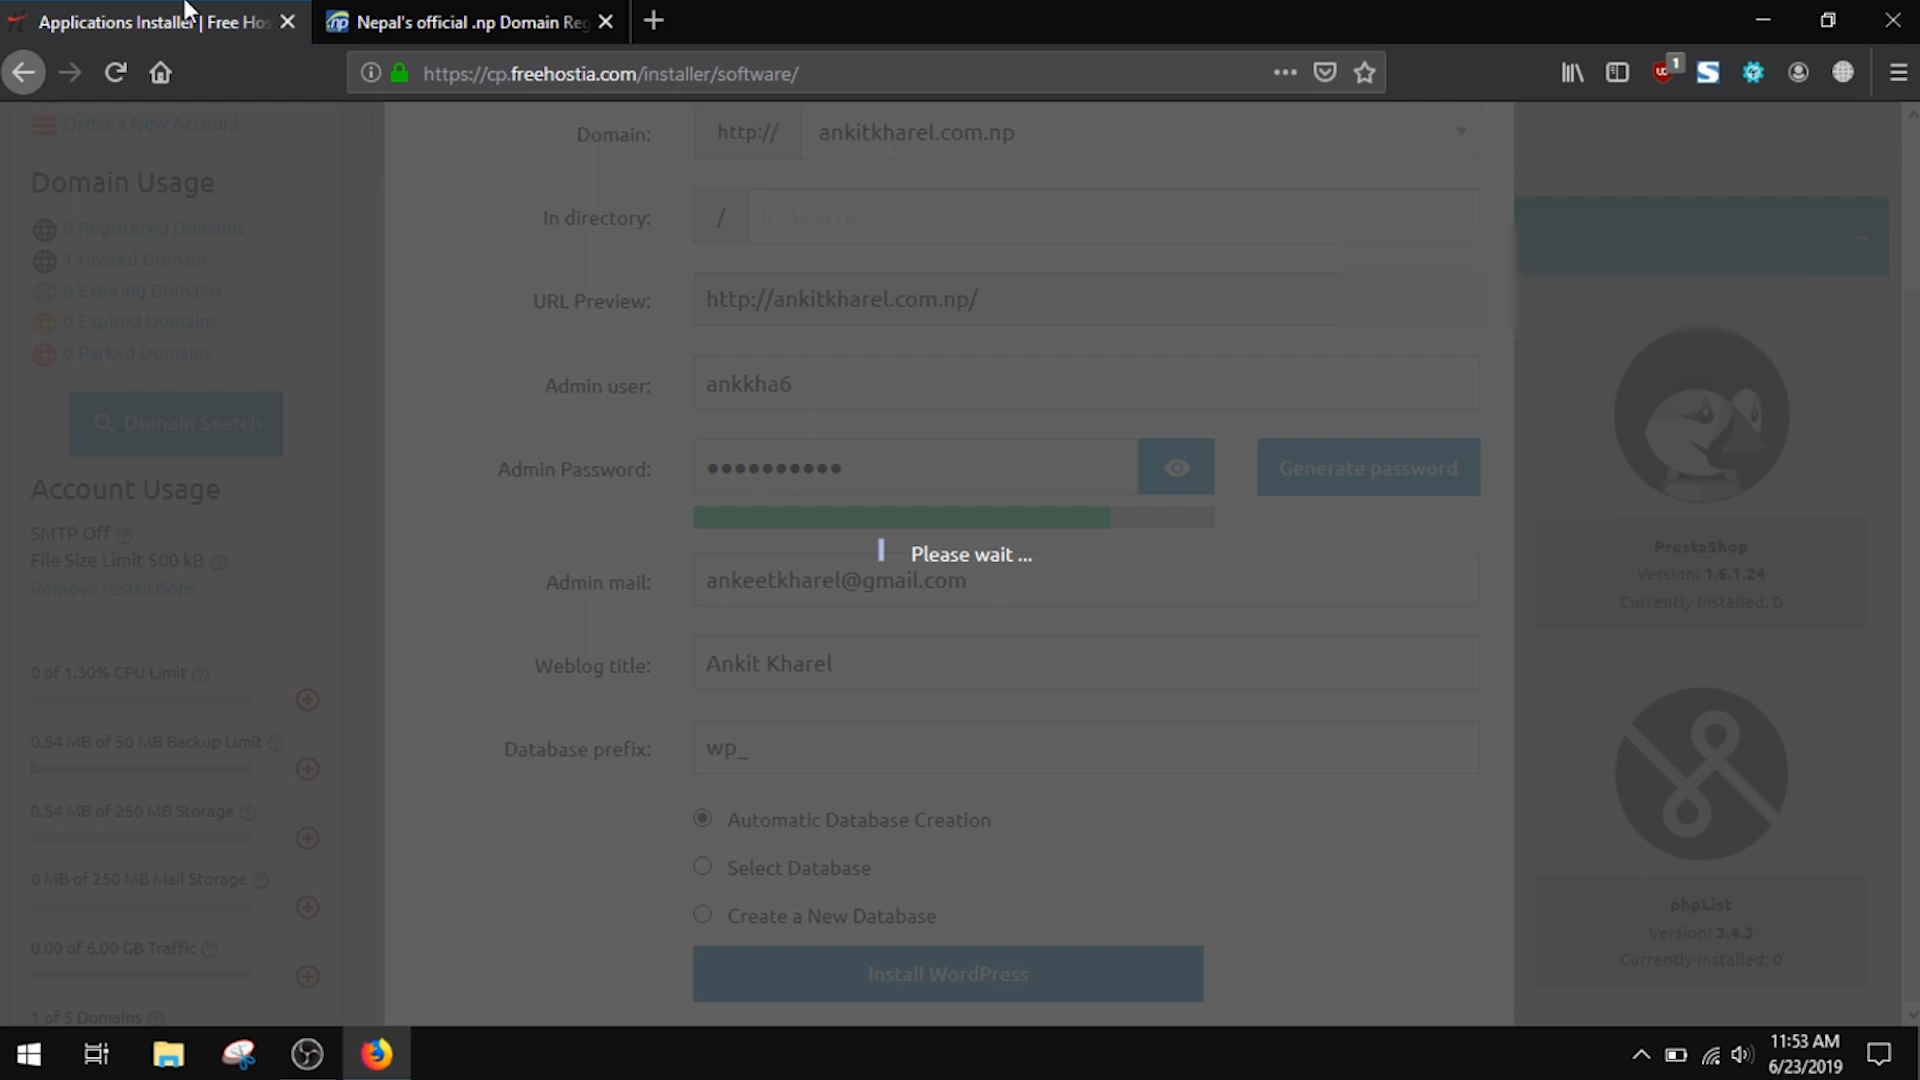 Applications Installer | Free Hos
Nepal's official .np Domain Reg
https://cp.freehostia.com/installer/software/
1
Order a New Account
Domain Usage
0 Registered Domains
1 Hosted Domain
0 Expiring Domains
0 Expired Domains
0 Parked Domains
Domain Search
Account Usage
SMTP Off
File Size Limit 500 kB
Remove restrictions
0 of 1.30% CPU Limit
0.54 MB of 50 MB Backup Limit
0.54 MB of 250 MB Storage
0 MB of 250 MB Mail Storage
0.00 of 6.00 GB Traffic
1 of 5 Domains
Domain: http:// ankitkharel.com.np
In directory: / In directory
URL Preview: http://ankitkharel.com.np/
Admin user: ankkha6
Admin Password: •••••••••• Generate password
Please wait ...
Admin mail: ankeetkharel@gmail.com
Weblog title: Ankit Kharel
Database prefix: wp_
Automatic Database Creation
Select Database
Create a New Database
Install WordPress
PrestaShop
Version: 1.6.1.24
Currently Installed: 0
phpList
Version: 3.4.3
Currently Installed: 0
11:53 AM
6/23/2019